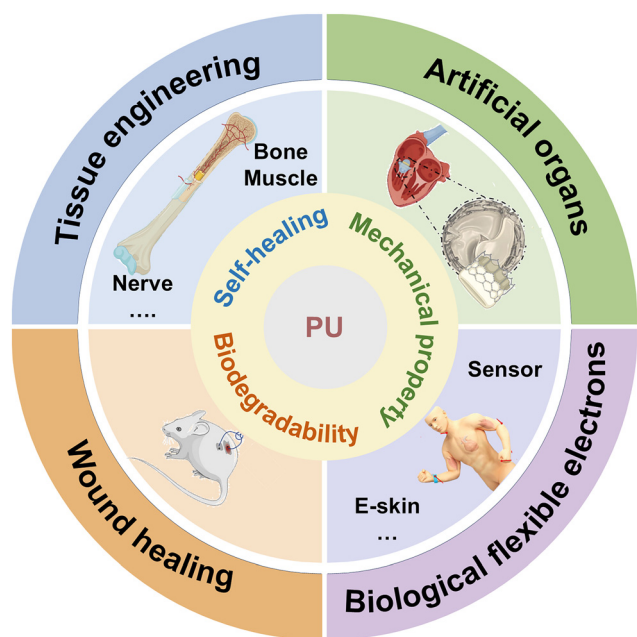 Tissue engineering
Artificial organs
Bone
Muscle
Nerve
....
Self-healing
Mechanical property
PU
Biodegradability
Sensor
E-skin
...
Wound healing
Biological flexible electrons